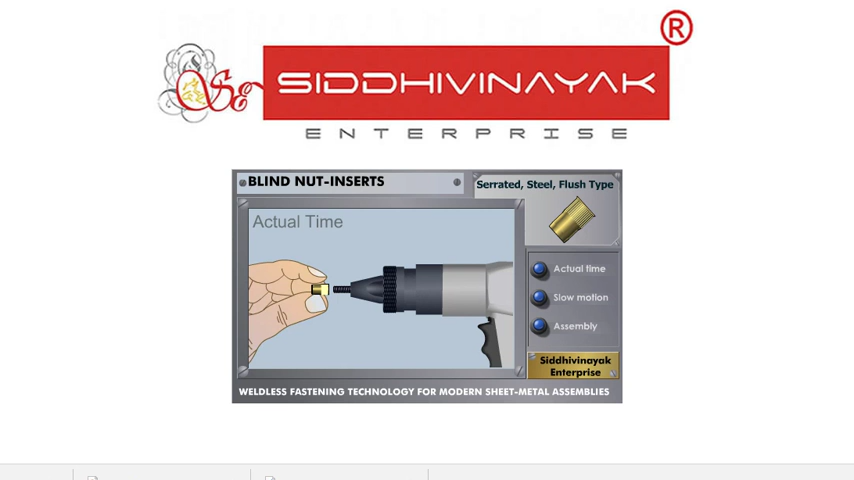 ®
SE
SIDDHIVINAYAK
ENTERPRISE
BLIND NUT-INSERTS
Serrated, Steel, Flush Type
Actual Time
Actual time
Slow motion
Assembly
Siddhivinayak
Enterprise
WELDLESS FASTENING TECHNOLOGY FOR MODERN SHEET-METAL ASSEMBLIES